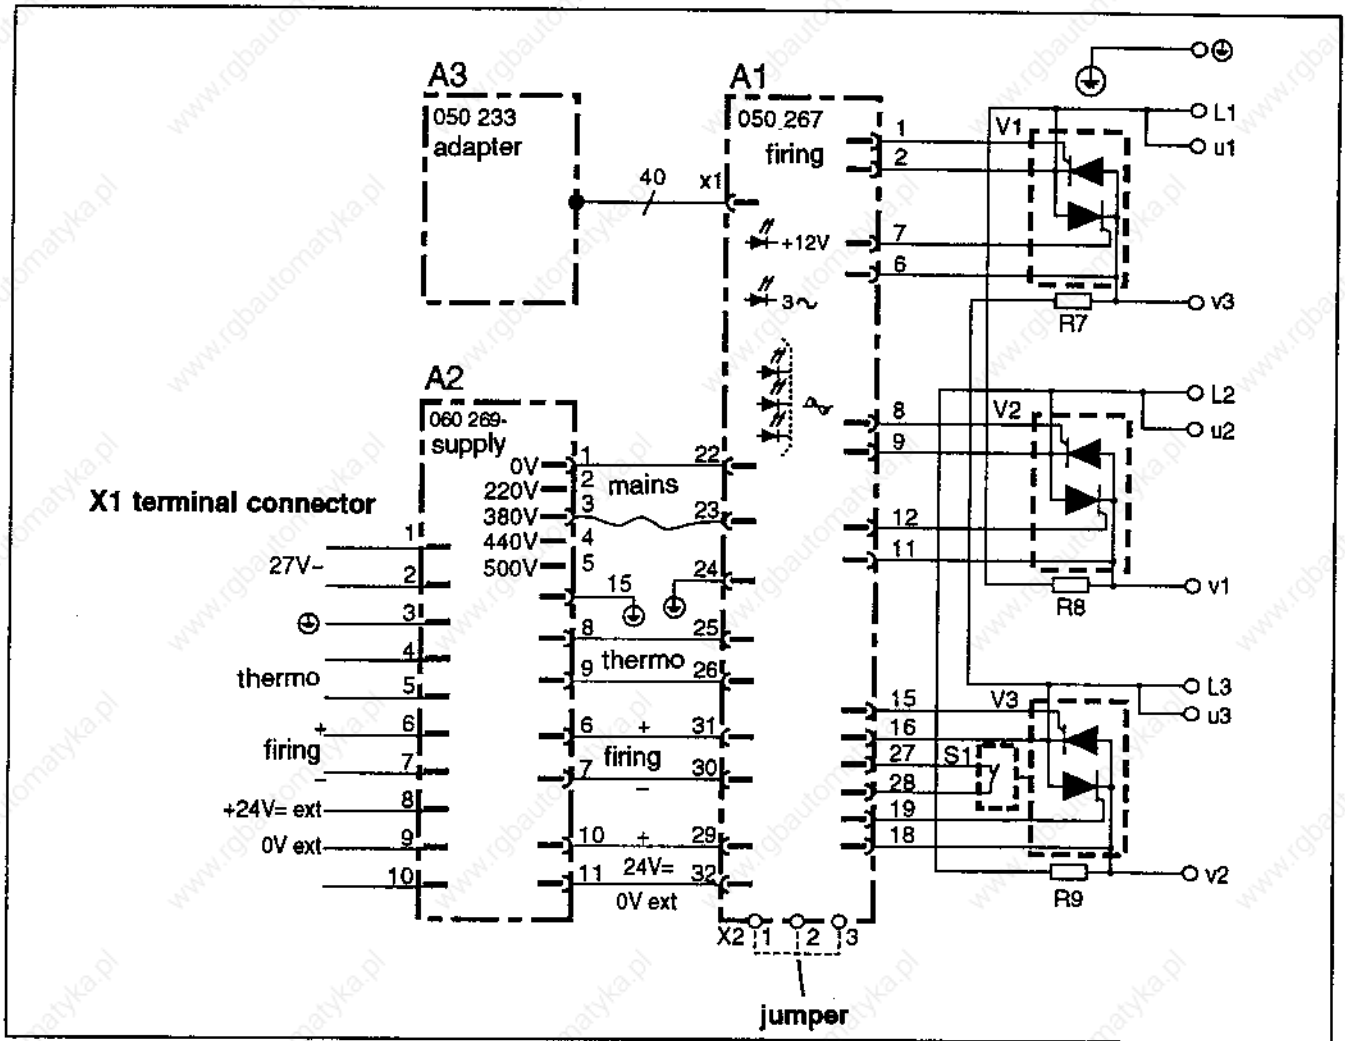 A3
050 233
adapter
40
x1
A1
050 267
firing
+12V
3~
1
2
7
6
8
9
12
11
15
16
27
28
19
18
V1
L1
u1
v3
R7
V2
L2
u2
v1
R8
V3
S1
L3
u3
v2
R9
A2
060 269-
supply
0V
220V
380V
440V
500V
1
2
3
4
5
15
8
9
6
7
10
11
mains
thermo
+
firing
–
+
24V=
0V ext
22
23
24
25
26
31
30
29
32
X1 terminal connector
27V~
thermo
+
firing
–
+24V= ext
0V ext
1
2
3
4
5
6
7
8
9
10
X2
1
2
3
jumper
www.rgbautomatyka.pl